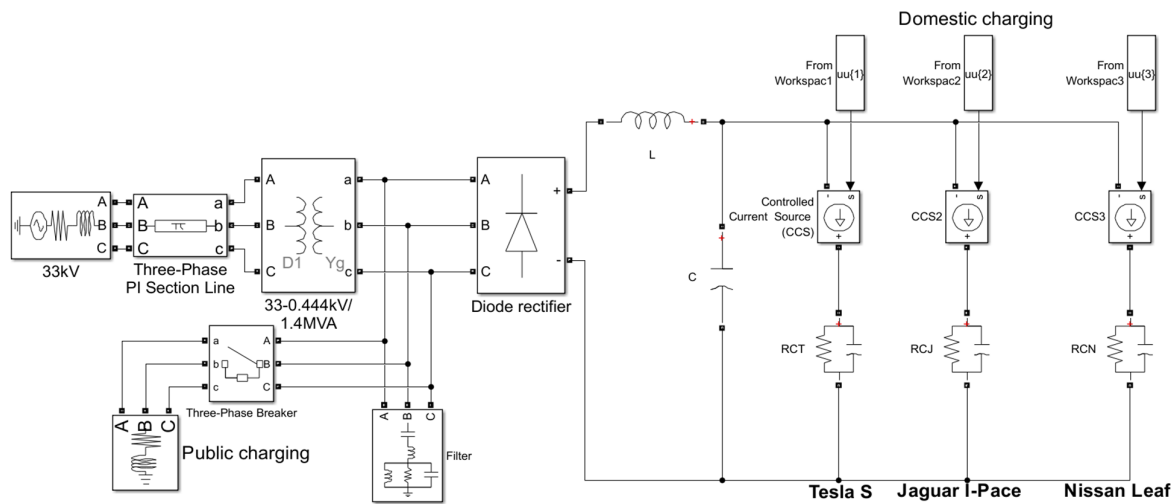 Domestic charging
From
Workspac1
uu{1}
From
Workspac2
uu{2}
From
Workspac3
uu{3}
L
+
-
C
A
B
C
33kV
A
B
C
a
b
c
π
Three-Phase
PI Section Line
A
B
C
a
b
c
D1
Yg
33-0.444kV/
1.4MVA
A
B
C
+
-
Diode rectifier
-
s
+
Controlled
Current Source
(CCS)
-
s
+
CCS2
-
s
+
CCS3
+
RCT
+
RCJ
+
RCN
a
b
c
A
B
C
Three-Phase Breaker
A
B
C
Public charging
A
B
C
Filter
Tesla S
Jaguar I-Pace
Nissan Leaf